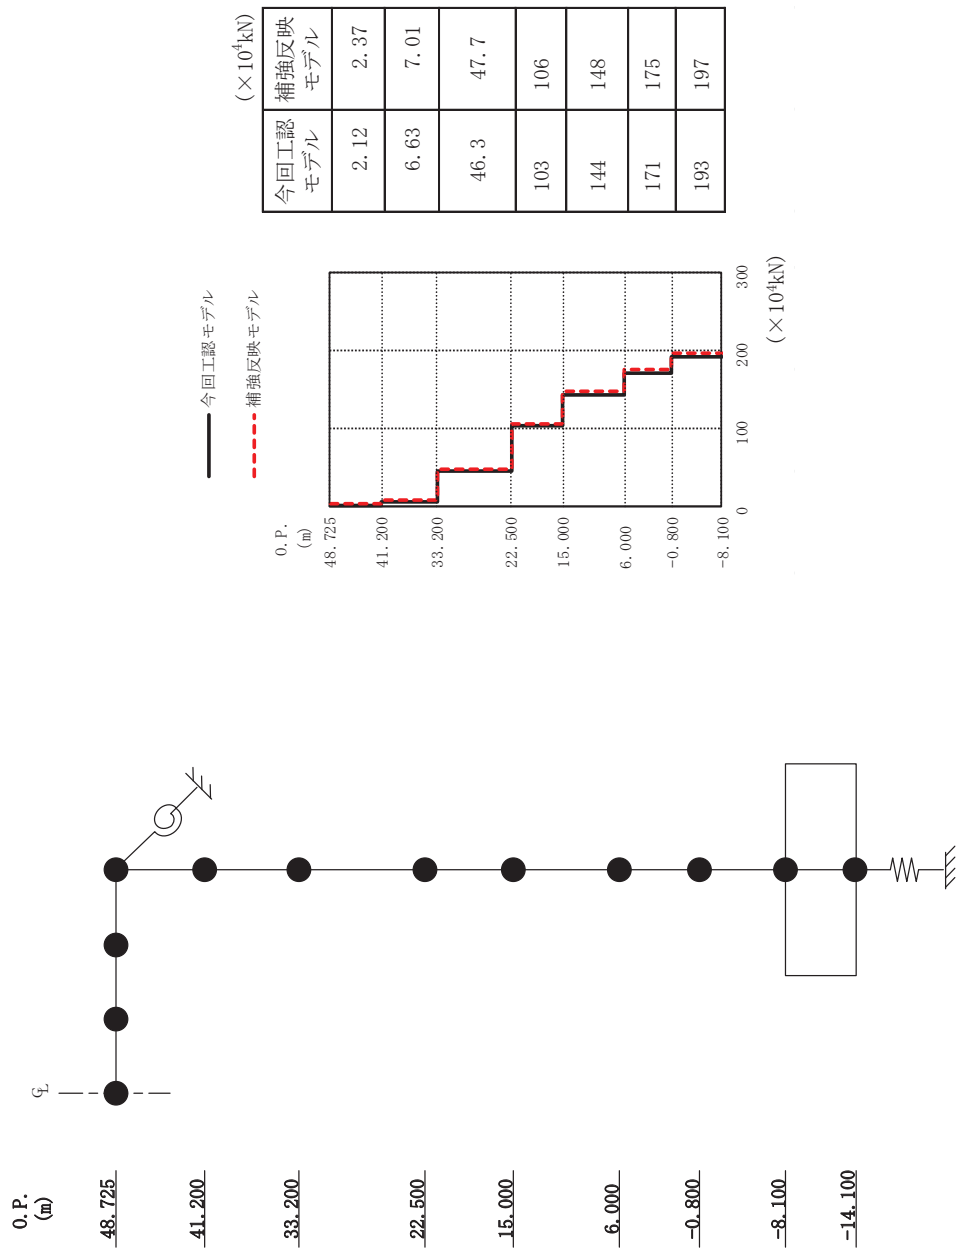 O.P.
(m)
48.725
41.200
33.200
22.500
15.000
6.000
-0.800
-8.100
-14.100
℄
今回工認モデル
補強反映モデル
O.P.
(m)
48.725
41.200
33.200
22.500
15.000
6.000
-0.800
-8.100
0 100 200 300
(×10⁴kN)
(×10⁴kN)
今回工認
モデル
補強反映
モデル
2.12 2.37
6.63 7.01
46.3 47.7
103 106
144 148
171 175
193 197